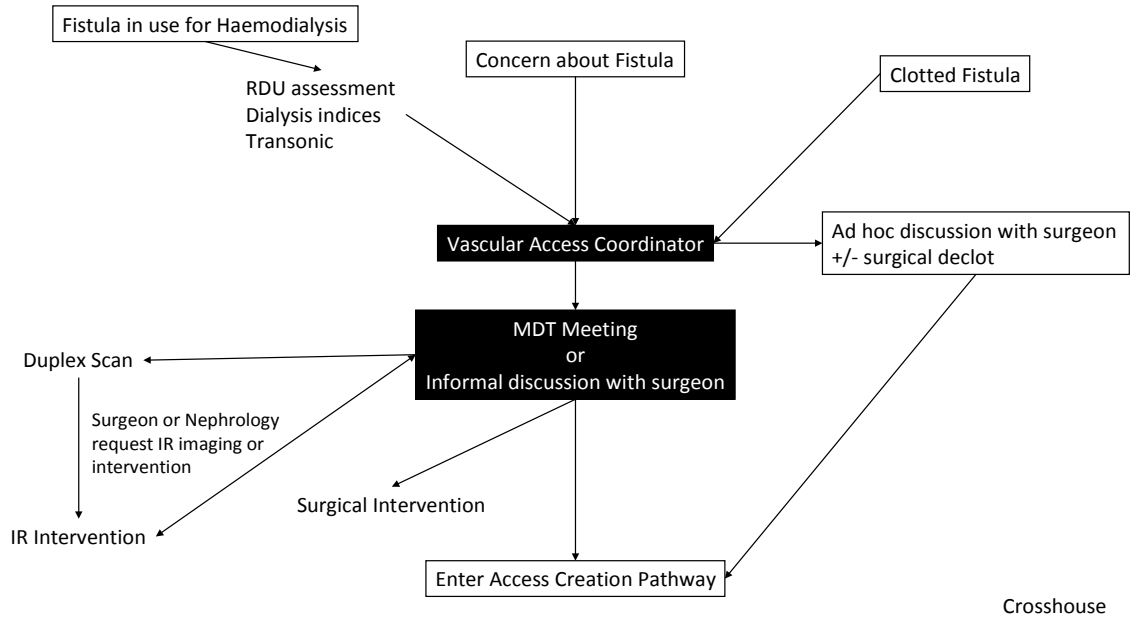 Fistula in use for Haemodialysis
Concern about Fistula
Clotted Fistula
RDU assessment
Dialysis indices
Transonic
Vascular Access Coordinator
Ad hoc discussion with surgeon
+/- surgical declot
MDT Meeting
or
Informal discussion with surgeon
Duplex Scan
Surgeon or Nephrology
request IR imaging or
intervention
Surgical Intervention
IR Intervention
Enter Access Creation Pathway
Crosshouse